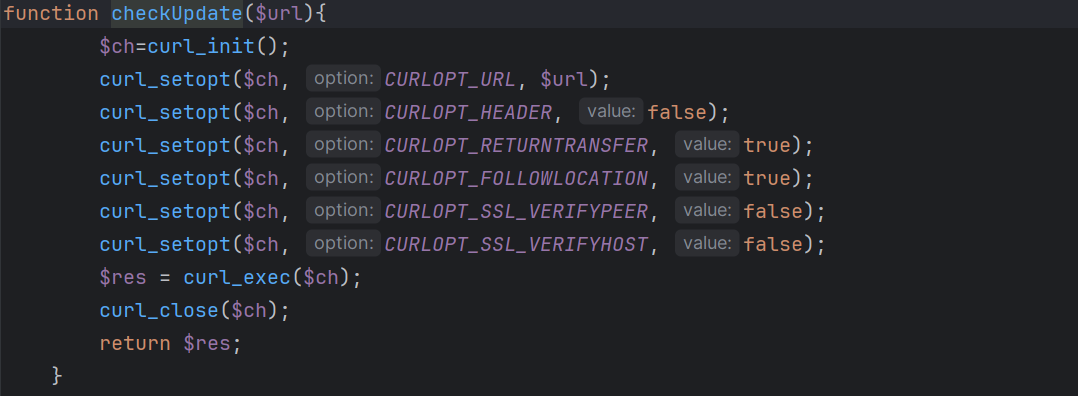 function checkUpdate($url){
$ch=curl_init();
curl_setopt($ch, option: CURLOPT_URL, $url);
curl_setopt($ch, option: CURLOPT_HEADER, value: false);
curl_setopt($ch, option: CURLOPT_RETURNTRANSFER, value: true);
curl_setopt($ch, option: CURLOPT_FOLLOWLOCATION, value: true);
curl_setopt($ch, option: CURLOPT_SSL_VERIFYPEER, value: false);
curl_setopt($ch, option: CURLOPT_SSL_VERIFYHOST, value: false);
$res = curl_exec($ch);
curl_close($ch);
return $res;
}